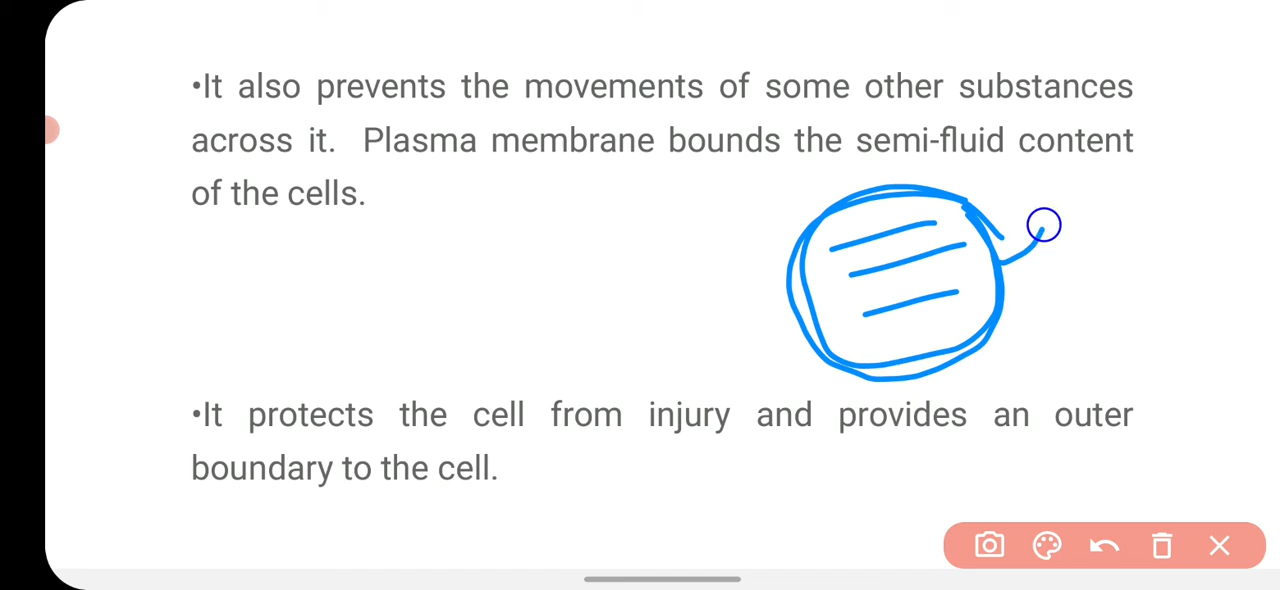 •It also prevents the movements of some other substances
across it. Plasma membrane bounds the semi-fluid content
of the cells.
•It protects the cell from injury and provides an outer
boundary to the cell.